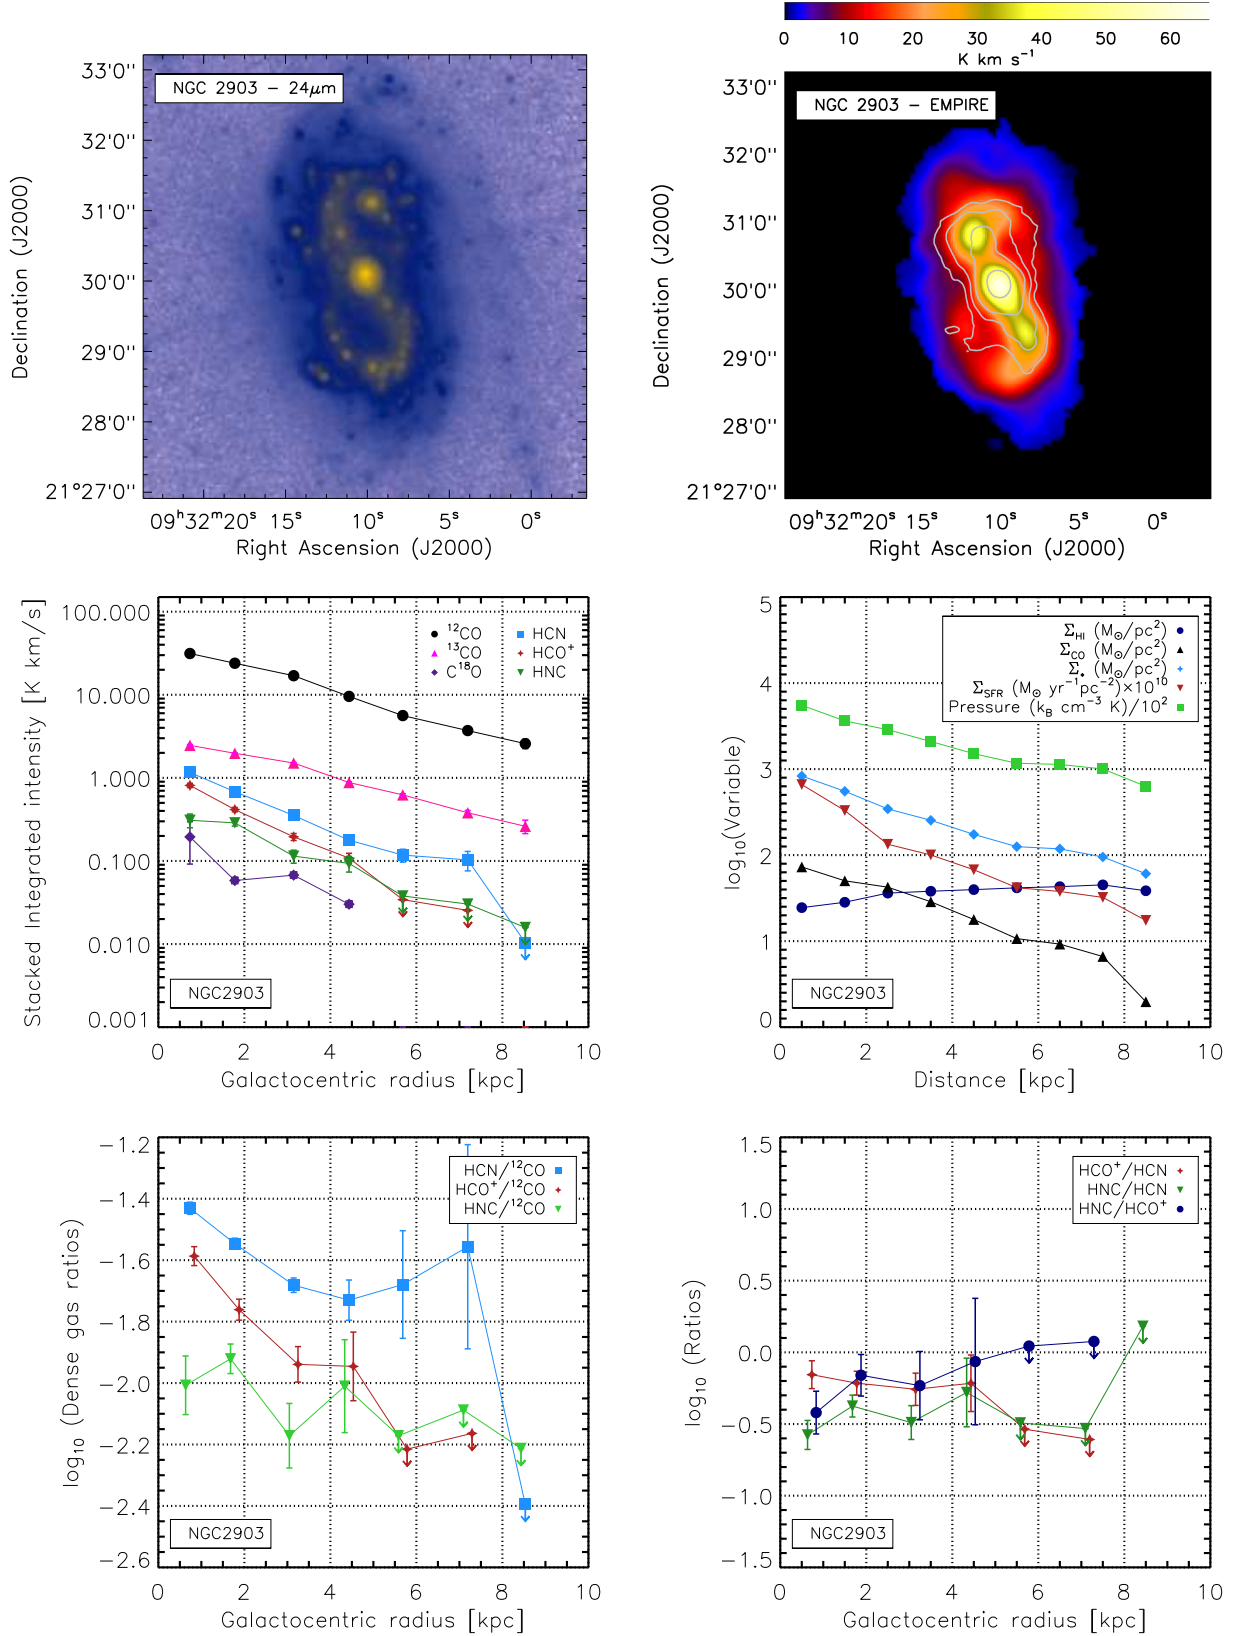 NGC 2903 – 24μm
33'0"
32'0"
31'0"
30'0"
29'0"
28'0"
21°27'0"
Declination (J2000)
09ʰ32ᵐ20ˢ 15ˢ 10ˢ 5ˢ 0ˢ
Right Ascension (J2000)
0 10 20 30 40 50 60
K km s⁻¹
NGC 2903 – EMPIRE
33'0"
32'0"
31'0"
30'0"
29'0"
28'0"
21°27'0"
Declination (J2000)
09ʰ32ᵐ20ˢ 15ˢ 10ˢ 5ˢ 0ˢ
Right Ascension (J2000)
100.000
10.000
1.000
0.100
0.010
0.001
Stacked Integrated intensity [K km/s]
¹²CO HCN
¹³CO HCO⁺
C¹⁸O HNC
NGC2903
0 2 4 6 8 10
Galactocentric radius [kpc]
5
4
3
2
1
0
log₁₀(Variable)
Σ_HI (M⊙/pc²)
Σ_CO (M⊙/pc²)
Σ⋆ (M⊙/pc²)
Σ_SFR (M⊙ yr⁻¹pc⁻²)×10¹⁰
Pressure (k_B cm⁻³ K)/10²
NGC2903
0 2 4 6 8 10
Distance [kpc]
−1.2
−1.4
−1.6
−1.8
−2.0
−2.2
−2.4
−2.6
log₁₀ (Dense gas ratios)
HCN/¹²CO
HCO⁺/¹²CO
HNC/¹²CO
NGC2903
0 2 4 6 8 10
Galactocentric radius [kpc]
1.5
1.0
0.5
0.0
−0.5
−1.0
−1.5
log₁₀ (Ratios)
HCO⁺/HCN
HNC/HCN
HNC/HCO⁺
NGC2903
0 2 4 6 8 10
Galactocentric radius [kpc]